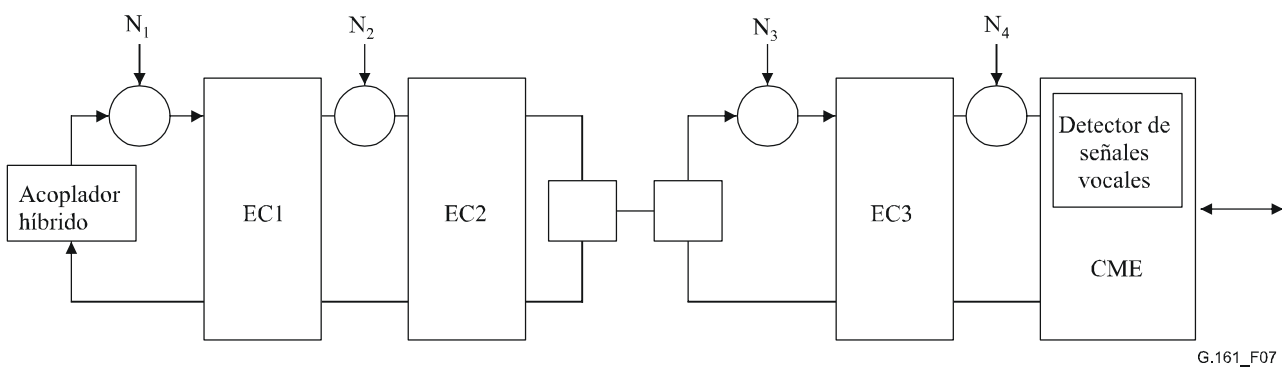 N1
N2
N3
N4
Acoplador
híbrido
EC1
EC2
EC3
Detector de
señales
vocales
CME
G.161_F07